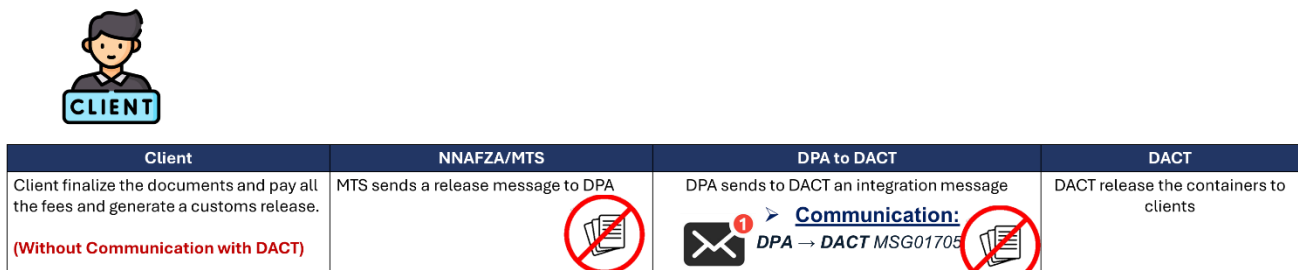 CLIENT
Client
NNAFZA/MTS
DPA to DACT
DACT
Client finalize the documents and pay all
the fees and generate a customs release.
(Without Communication with DACT)
MTS sends a release message to DPA
DPA sends to DACT an integration message
1
➤ Communication:
DPA → DACT MSG01705
DACT release the containers to
clients